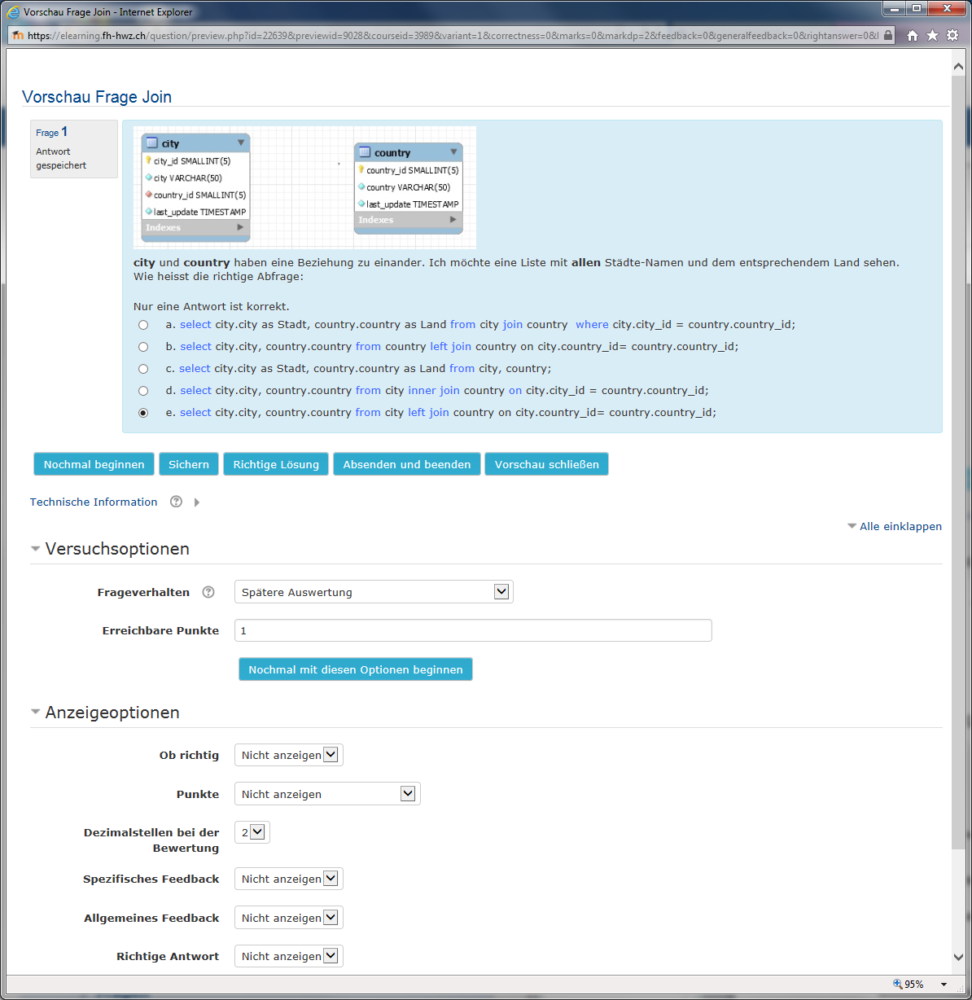 Vorschau Frage Join - Internet Explorer
https://elearning.fh-hwz.ch/question/preview.php?id=22639&previewid=9028&courseid=3989&variant=1&correctness=0&marks=0&markdp=2&feedback=0&generalfeedback=0&rightanswer=0&l
Vorschau Frage Join
Frage 1
Antwort
gespeichert
city
city_id SMALLINT(5)
city VARCHAR(50)
country_id SMALLINT(5)
last_update TIMESTAMP
Indexes
country
country_id SMALLINT(5)
country VARCHAR(50)
last_update TIMESTAMP
Indexes
city und country haben eine Beziehung zu einander. Ich möchte eine Liste mit allen Städte-Namen und dem entsprechendem Land sehen.
Wie heisst die richtige Abfrage:
Nur eine Antwort ist korrekt.
a. select city.city as Stadt, country.country as Land from city join country where city.city_id = country.country_id;
b. select city.city, country.country from country left join country on city.country_id= country.country_id;
c. select city.city as Stadt, country.country as Land from city, country;
d. select city.city, country.country from city inner join country on city.city_id = country.country_id;
e. select city.city, country.country from city left join country on city.country_id= country.country_id;
Nochmal beginnen Sichern Richtige Lösung Absenden und beenden Vorschau schließen
Technische Information
Alle einklappen
Versuchsoptionen
Frageverhalten Spätere Auswertung
Erreichbare Punkte 1
Nochmal mit diesen Optionen beginnen
Anzeigeoptionen
Ob richtig Nicht anzeigen
Punkte Nicht anzeigen
Dezimalstellen bei der 2
Bewertung
Spezifisches Feedback Nicht anzeigen
Allgemeines Feedback Nicht anzeigen
Richtige Antwort Nicht anzeigen
95%